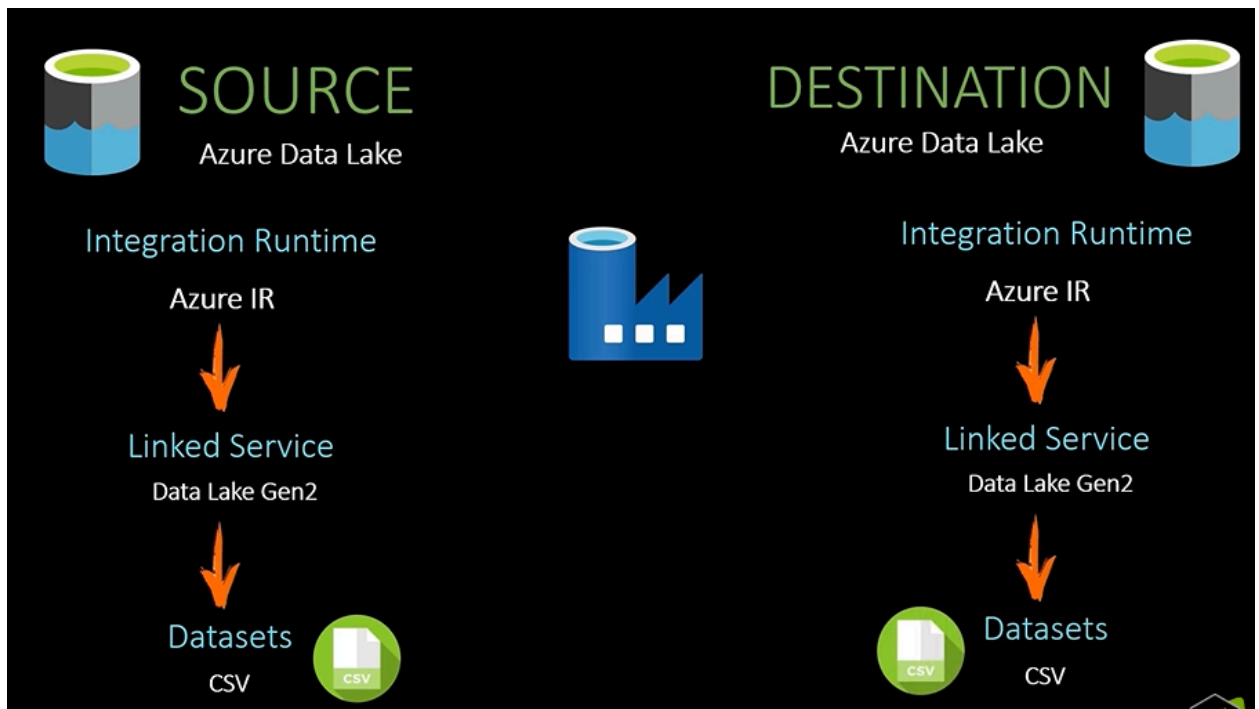 SOURCE
Azure Data Lake
Integration Runtime
Azure IR
Linked Service
Data Lake Gen2
Datasets
CSV
CSV
DESTINATION
Azure Data Lake
Integration Runtime
Azure IR
Linked Service
Data Lake Gen2
Datasets
CSV
CSV